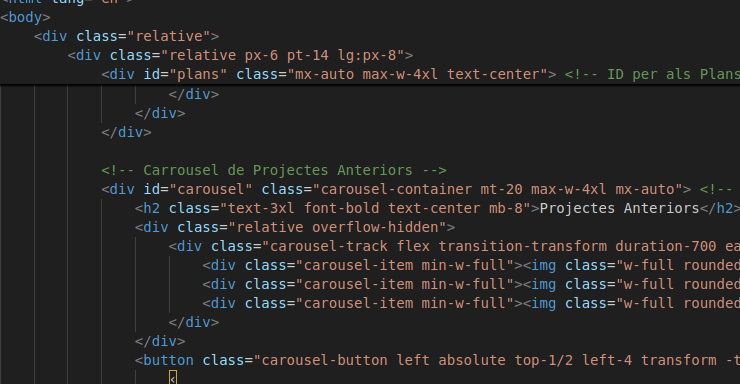 <html lang="en">
<body>
<div class="relative">
<div class="relative px-6 pt-14 lg:px-8">
<div id="plans" class="mx-auto max-w-4xl text-center"> <!-- ID per als Plans
</div>
</div>
</div>
<!-- Carrousel de Projectes Anteriors -->
<div id="carousel" class="carousel-container mt-20 max-w-4xl mx-auto"> <!--
<h2 class="text-3xl font-bold text-center mb-8">Projectes Anteriors</h2>
<div class="relative overflow-hidden">
<div class="carousel-track flex transition-transform duration-700 ea
<div class="carousel-item min-w-full"><img class="w-full rounded
<div class="carousel-item min-w-full"><img class="w-full rounded
<div class="carousel-item min-w-full"><img class="w-full rounded
</div>
</div>
<button class="carousel-button left absolute top-1/2 left-4 transform -t
‹